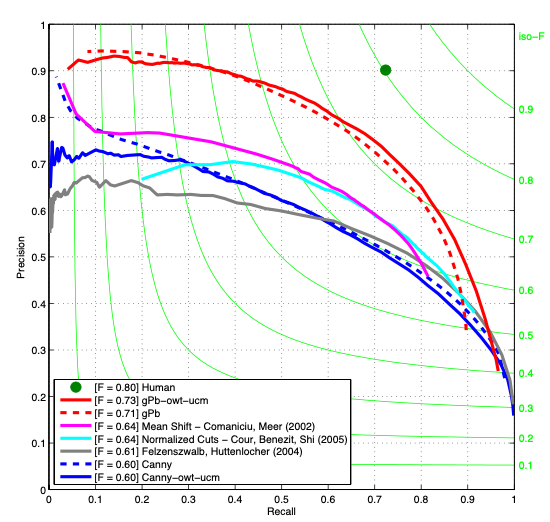 1
iso-F
0.9
0.9
0.8
0.8
0.7
0.7
0.6
0.6
Precision
0.5
0.5
0.4
0.4
0.3
0.3
0.2
0.2
0.1
0.1
0
[F = 0.80] Human
[F = 0.73] gPb-owt-ucm
[F = 0.71] gPb
[F = 0.64] Mean Shift - Comaniciu, Meer (2002)
[F = 0.64] Normalized Cuts - Cour, Benezit, Shi (2005)
[F = 0.61] Felzenszwalb, Huttenlocher (2004)
[F = 0.60] Canny
[F = 0.60] Canny-owt-ucm
0 0.1 0.2 0.3 0.4 0.5 0.6 0.7 0.8 0.9 1
Recall